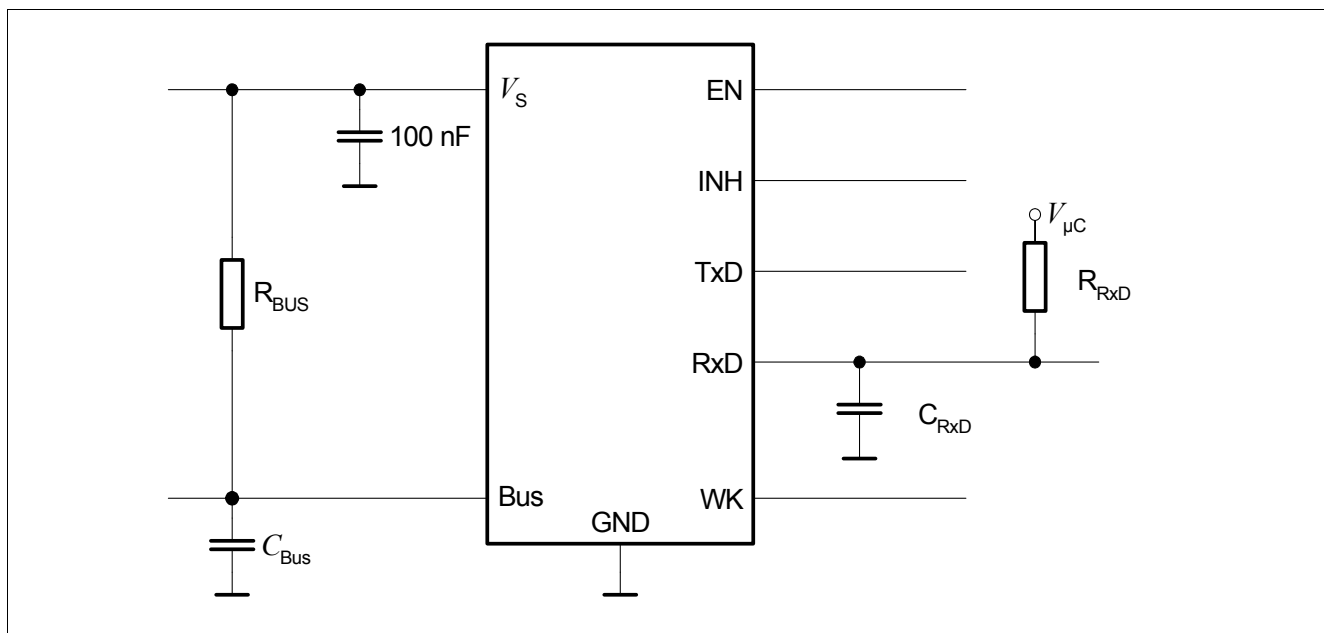 V_S
EN
100 nF
INH
V_µC
TxD
R_BUS
R_RxD
RxD
C_RxD
Bus
WK
GND
C_Bus